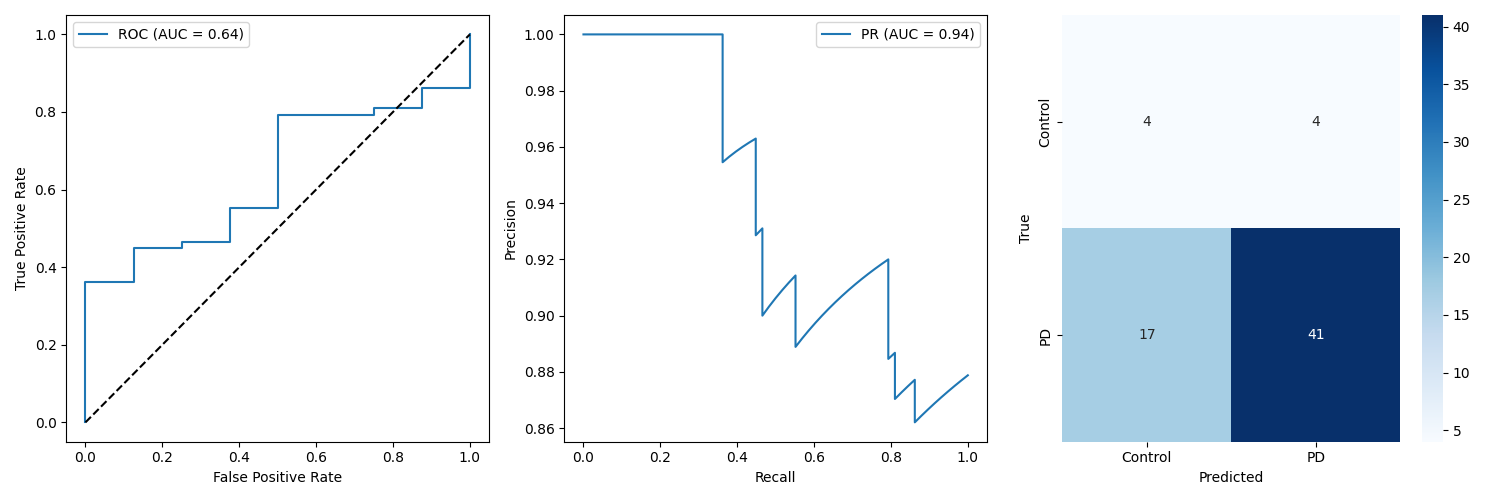 ROC (AUC = 0.64)
1.0
0.8
0.6
0.4
0.2
0.0
True Positive Rate
0.0 0.2 0.4 0.6 0.8 1.0
False Positive Rate
PR (AUC = 0.94)
1.00
0.98
0.96
0.94
0.92
0.90
0.88
0.86
Precision
0.0 0.2 0.4 0.6 0.8 1.0
Recall
Control
PD
True
4 4
17 41
Control PD
Predicted
40
35
30
25
20
15
10
5